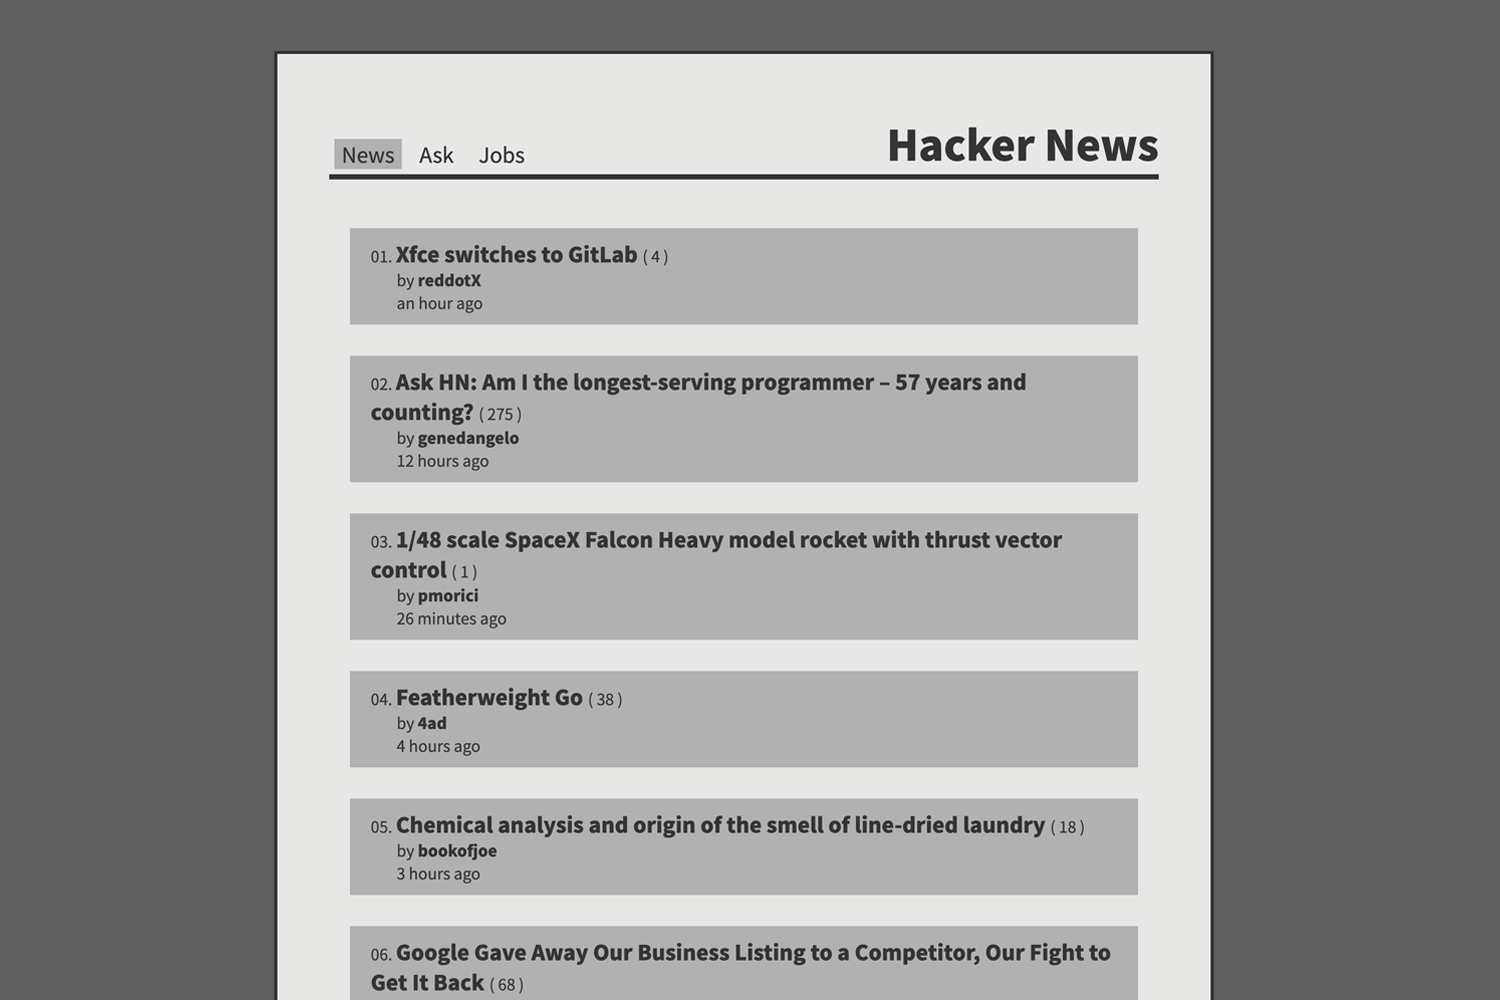 News Ask Jobs
Hacker News
01. Xfce switches to GitLab ( 4 )
by reddotX
an hour ago
02. Ask HN: Am I the longest-serving programmer – 57 years and
counting? ( 275 )
by genedangelo
12 hours ago
03. 1/48 scale SpaceX Falcon Heavy model rocket with thrust vector
control ( 1 )
by pmorici
26 minutes ago
04. Featherweight Go ( 38 )
by 4ad
4 hours ago
05. Chemical analysis and origin of the smell of line-dried laundry ( 18 )
by bookofjoe
3 hours ago
06. Google Gave Away Our Business Listing to a Competitor, Our Fight to
Get It Back ( 68 )